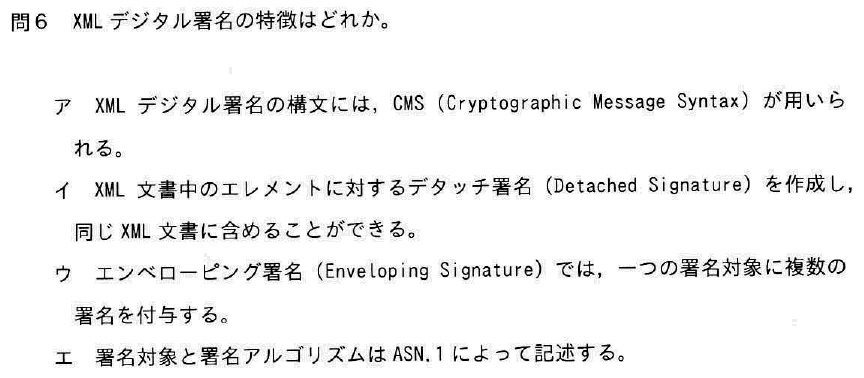 問6 XML デジタル署名の特徴はどれか。
ア XML デジタル署名の構文には，CMS（Cryptographic Message Syntax）が用いら
れる。
イ XML 文書中のエレメントに対するデタッチ署名（Detached Signature）を作成し，
同じ XML 文書に含めることができる。
ウ エンベローピング署名（Enveloping Signature）では，一つの署名対象に複数の
署名を付与する。
エ 署名対象と署名アルゴリズムは ASN.1 によって記述する。